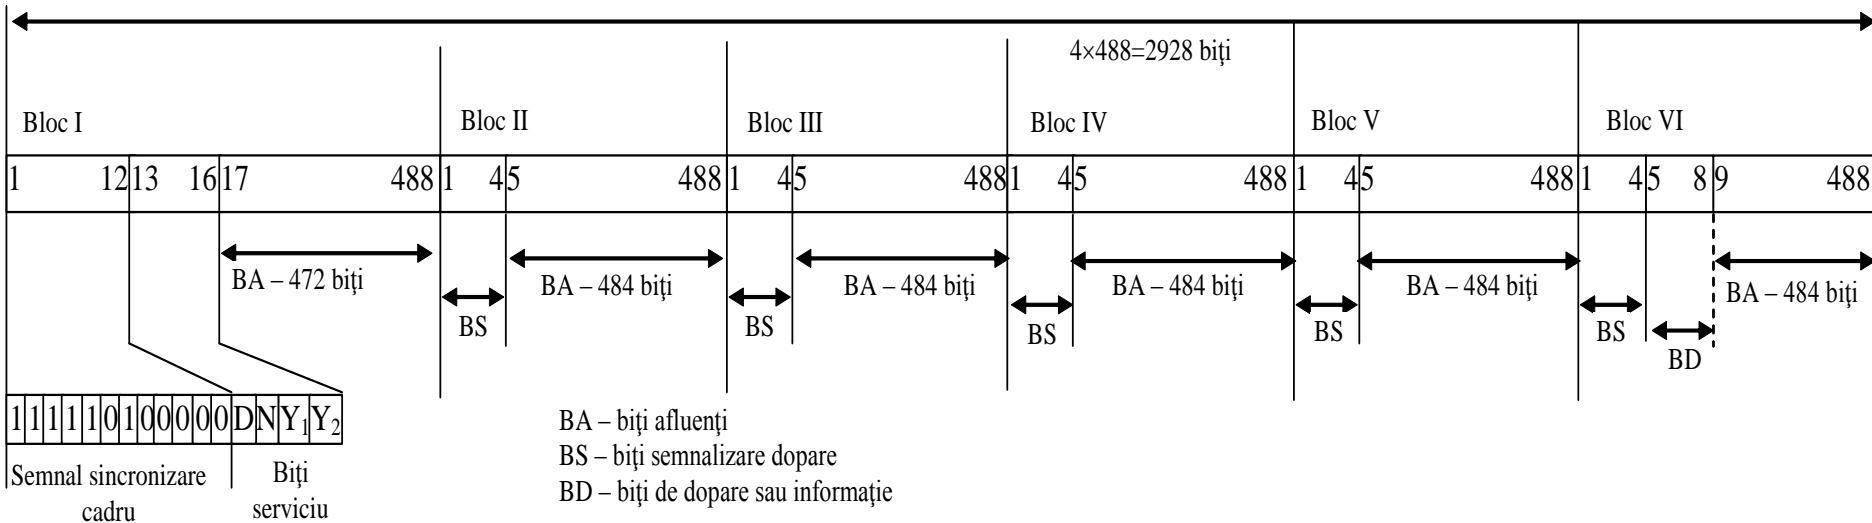 4×488=2928 biţi
Bloc I Bloc II Bloc III Bloc IV Bloc V Bloc VI
1 12 13 16 17 488 1 4 5 488 1 4 5 488 1 4 5 488 1 4 5 488 1 4 5 8 9 488
BA – 472 biţi BA – 484 biţi BA – 484 biţi BA – 484 biţi BA – 484 biţi BA – 484 biţi
BS BS BS BS BS
BD
1 1 1 1 1 0 1 0 0 0 0 0 D N Y1 Y2
Semnal sincronizare cadru
Biţi serviciu
BA – biţi afluenţi
BS – biţi semnalizare dopare
BD – biţi de dopare sau informaţie